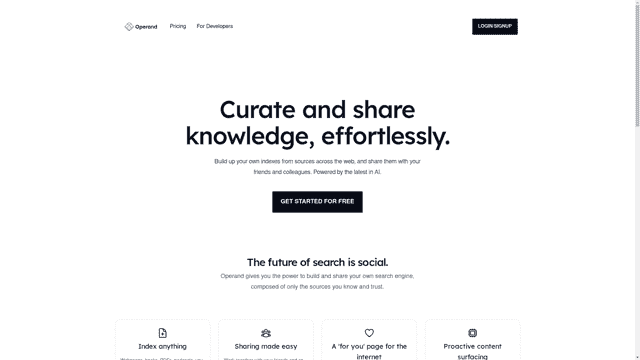 Operand
Pricing
For Developers
LOGIN/SIGNUP
Curate and share
knowledge, effortlessly.
Build up your own indexes from sources across the web, and share them with your
friends and colleagues. Powered by the latest in AI.
GET STARTED FOR FREE
The future of search is social.
Operand gives you the power to build and share your own search engine,
composed of only the sources you know and trust.
Index anything
Sharing made easy
A 'for you' page for the
internet
Proactive content
surfacing